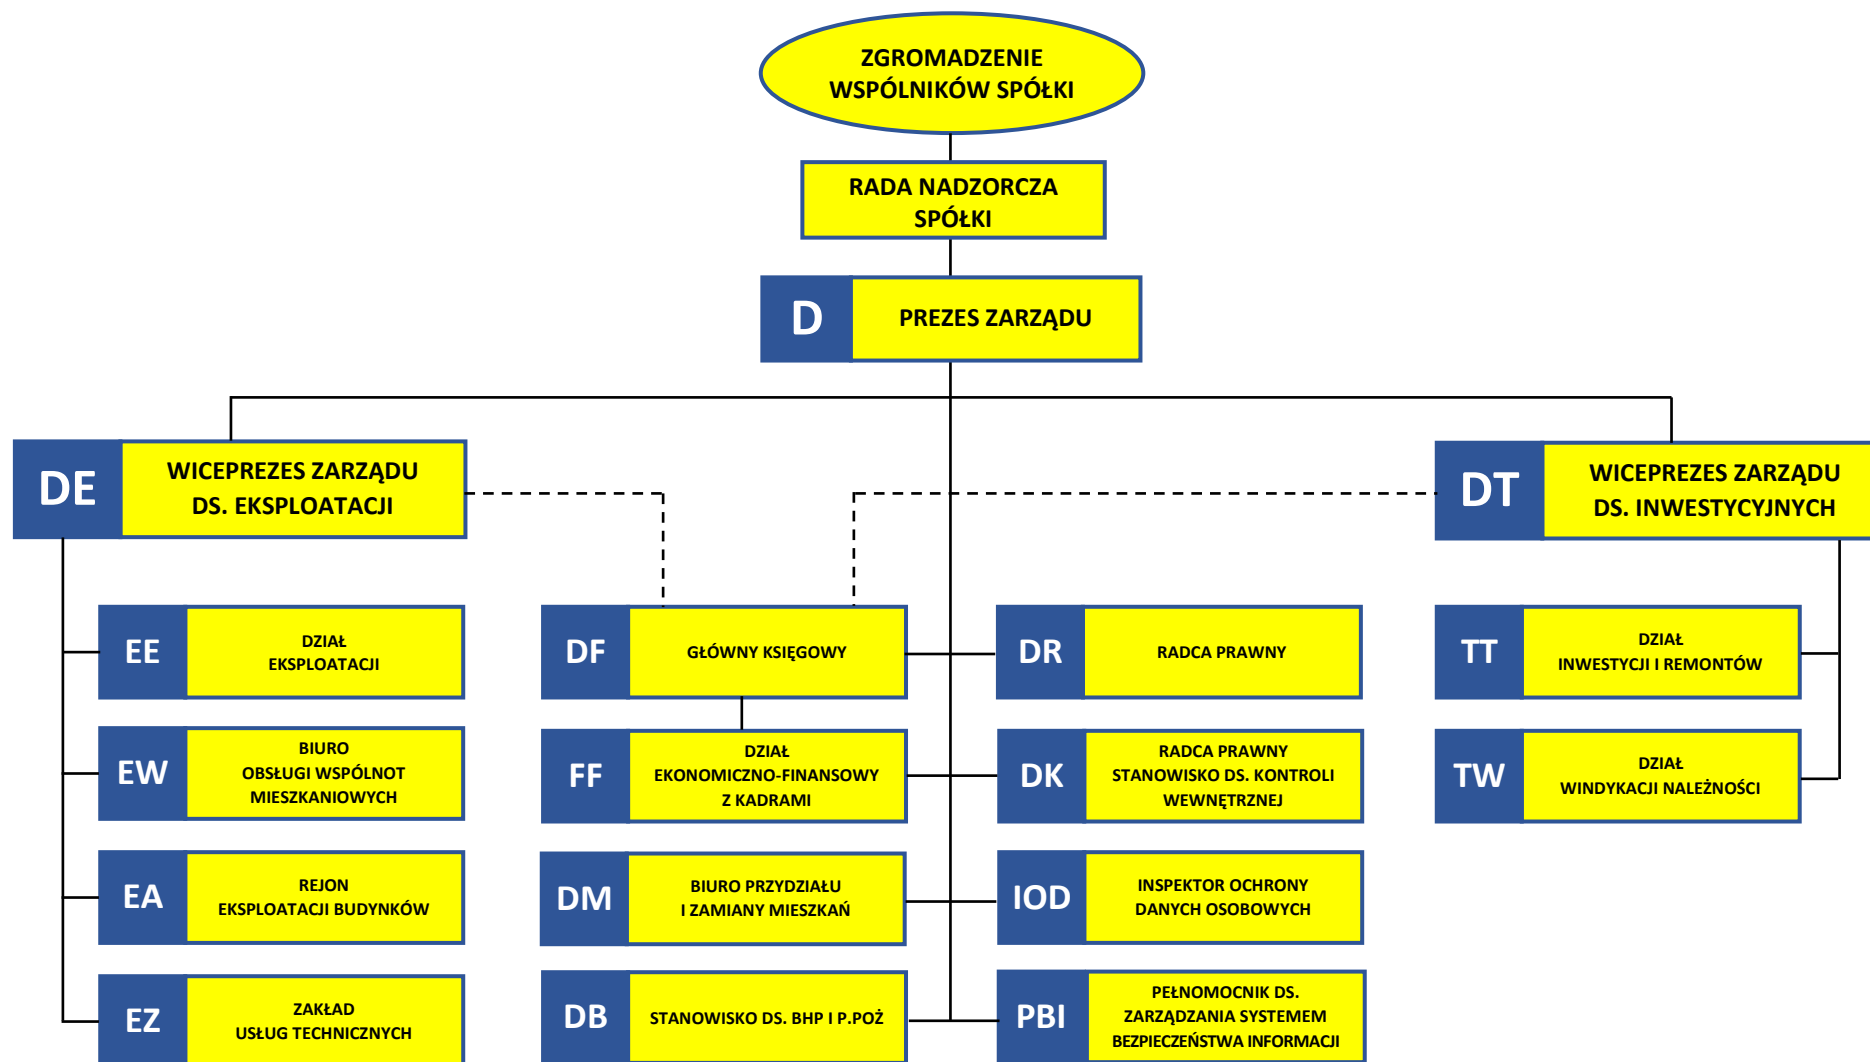 ZGROMADZENIE
WSPÓLNIKÓW SPÓŁKI
RADA NADZORCZA
SPÓŁKI
D
PREZES ZARZĄDU
DE
WICEPREZES ZARZĄDU
DS. EKSPLOATACJI
DT
WICEPREZES ZARZĄDU
DS. INWESTYCYJNYCH
EE
DZIAŁ
EKSPLOATACJI
DF
GŁÓWNY KSIĘGOWY
DR
RADCA PRAWNY
TT
DZIAŁ
INWESTYCJI I REMONTÓW
EW
BIURO
OBSŁUGI WSPÓLNOT
MIESZKANIOWYCH
FF
DZIAŁ
EKONOMICZNO-FINANSOWY
Z KADRAMI
DK
RADCA PRAWNY
STANOWISKO DS. KONTROLI
WEWNĘTRZNEJ
TW
DZIAŁ
WINDYKACJI NALEŻNOŚCI
EA
REJON
EKSPLOATACJI BUDYNKÓW
DM
BIURO PRZYDZIAŁU
I ZAMIANY MIESZKAŃ
IOD
INSPEKTOR OCHRONY
DANYCH OSOBOWYCH
EZ
ZAKŁAD
USŁUG TECHNICZNYCH
DB
STANOWISKO DS. BHP I P.POŻ
PBI
PEŁNOMOCNIK DS.
ZARZĄDZANIA SYSTEMEM
BEZPIECZEŃSTWA INFORMACJI